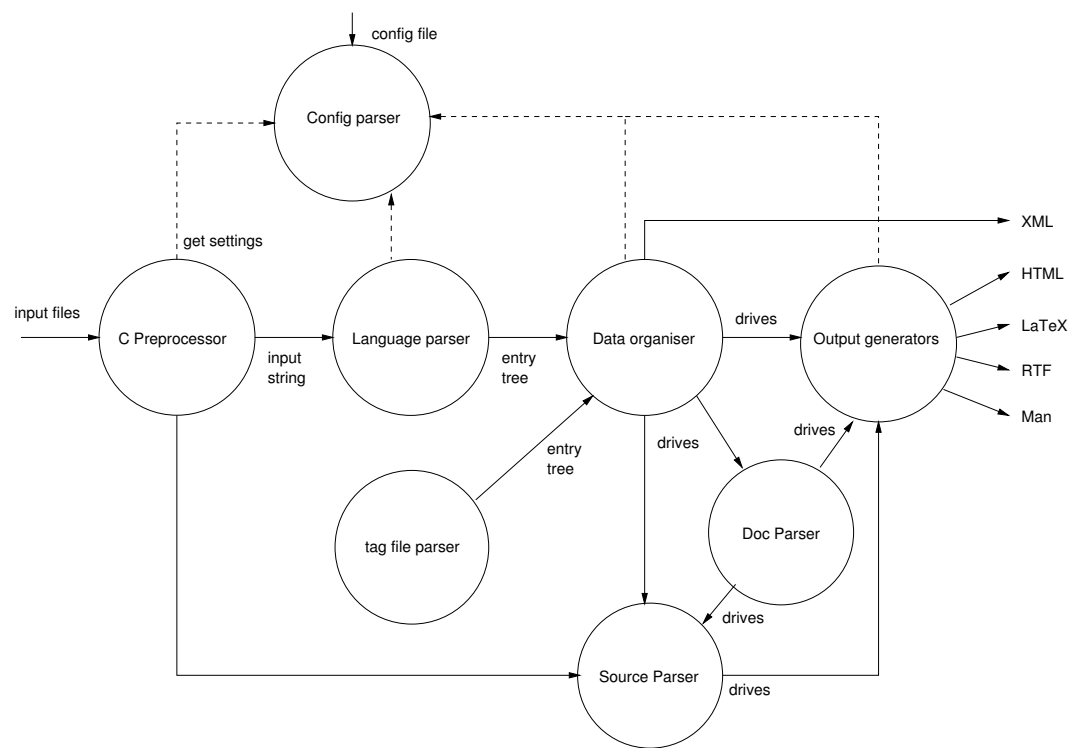 config file
Config parser
get settings
XML
HTML
input files
C Preprocessor
input
string
Language parser
entry
tree
Data organiser
drives
Output generators
LaTeX
RTF
Man
entry
tree
drives
drives
tag file parser
Doc Parser
drives
Source Parser
drives